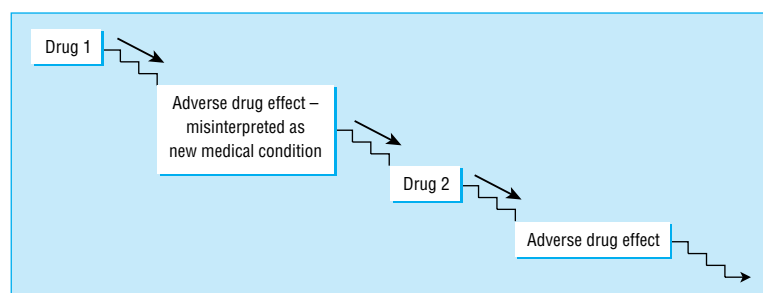 Drug 1
Adverse drug effect –
misinterpreted as
new medical condition
Drug 2
Adverse drug effect